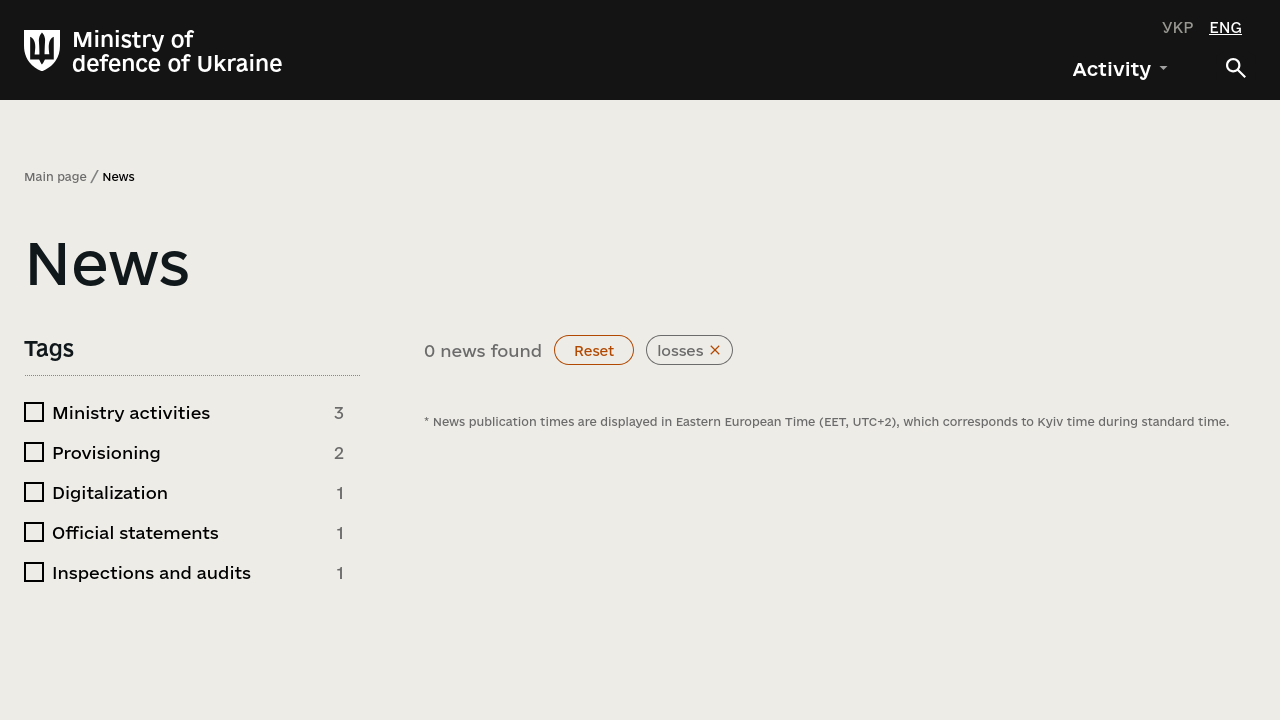 Ministry of
defence of Ukraine
УКР ENG
Activity
Main page / News
News
Tags
0 news found Reset losses ×
Ministry activities 3
Provisioning 2
Digitalization 1
Official statements 1
Inspections and audits 1
* News publication times are displayed in Eastern European Time (EET, UTC+2), which corresponds to Kyiv time during standard time.